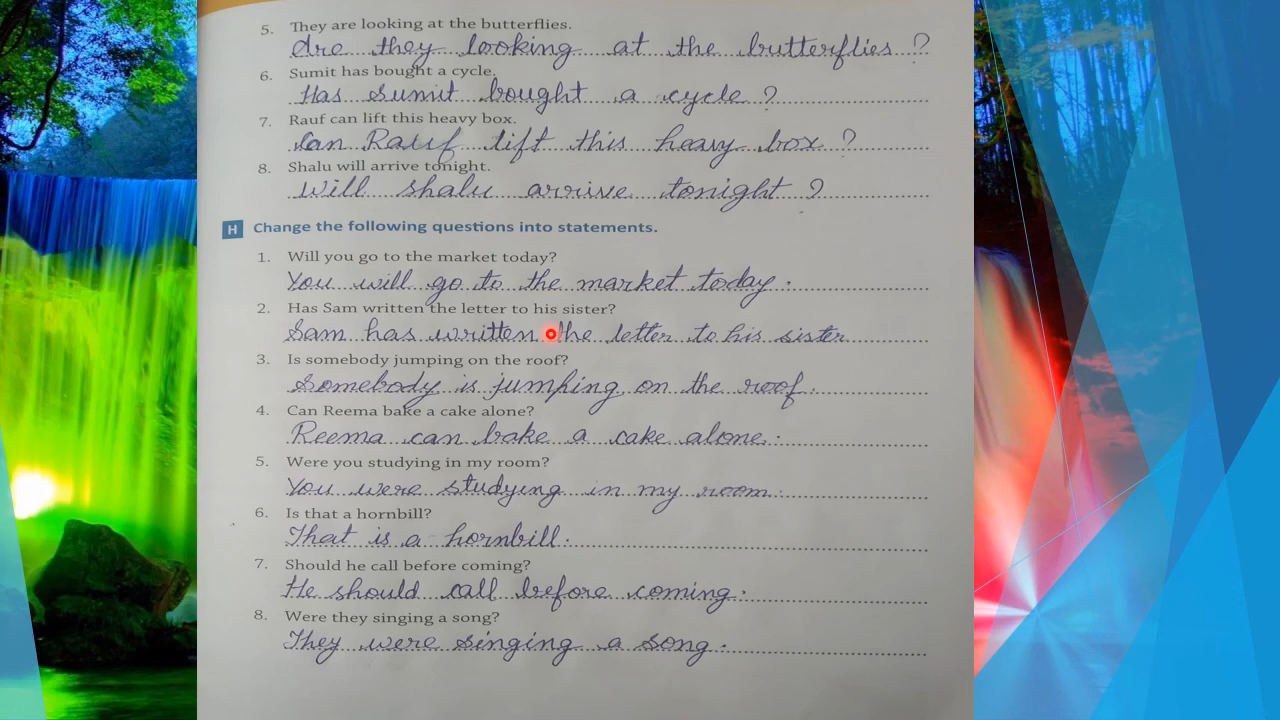 5. They are looking at the butterflies.
Are they looking at the butterflies ?
6. Sumit has bought a cycle.
Has Sumit bought a cycle ?
7. Rauf can lift this heavy box.
Can Rauf lift this heavy box ?
8. Shalu will arrive tonight.
Will shalu arrive tonight ?
H Change the following questions into statements.
1. Will you go to the market today?
You will go to the market today.
2. Has Sam written the letter to his sister?
Sam has written the letter to his sister
3. Is somebody jumping on the roof?
Somebody is jumping on the roof.
4. Can Reema bake a cake alone?
Reema can bake a cake alone.
5. Were you studying in my room?
You were studying in my room.
6. Is that a hornbill?
That is a hornbill.
7. Should he call before coming?
He should call before coming.
8. Were they singing a song?
They were singing a song.